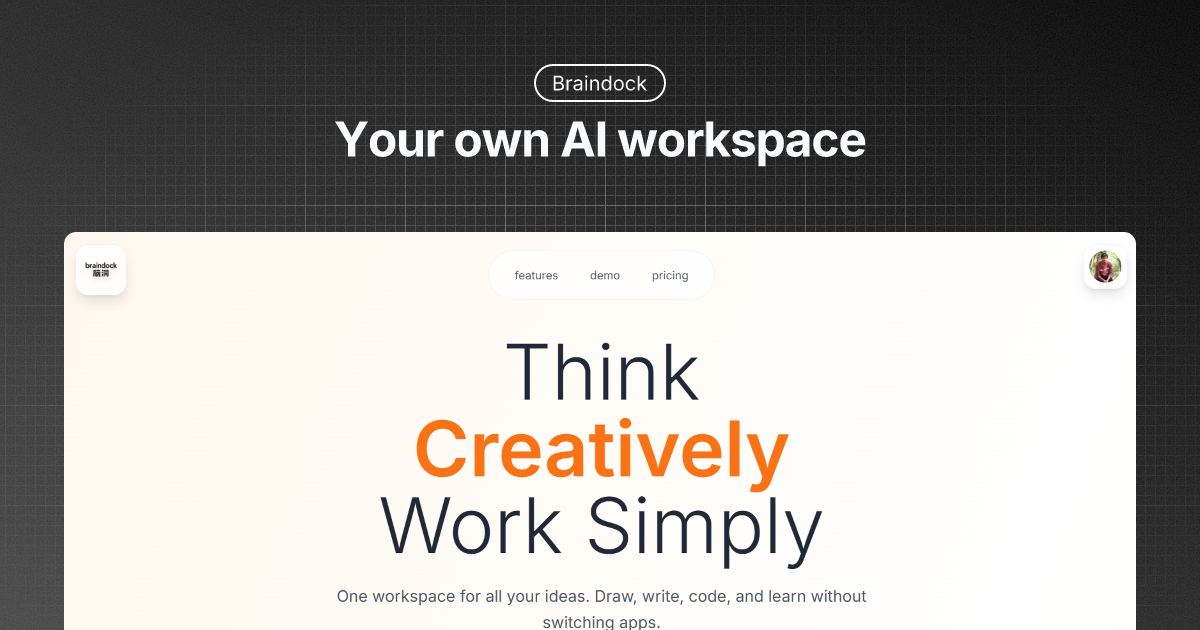 Braindock
Your own AI workspace
braindock
脑洞
features demo pricing
Think
Creatively
Work Simply
One workspace for all your ideas. Draw, write, code, and learn without
switching apps.